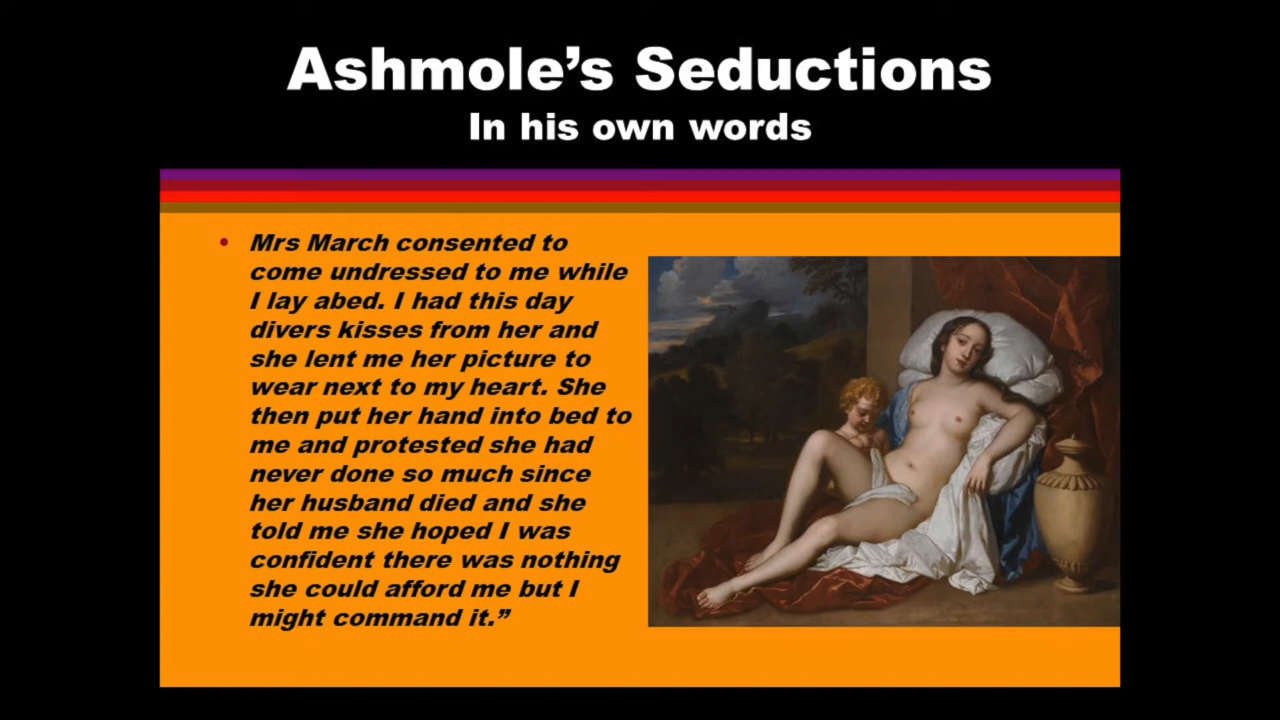 Ashmole’s Seductions
In his own words
• Mrs March consented to
come undressed to me while
I lay abed. I had this day
divers kisses from her and
she lent me her picture to
wear next to my heart. She
then put her hand into bed to
me and protested she had
never done so much since
her husband died and she
told me she hoped I was
confident there was nothing
she could afford me but I
might command it.”